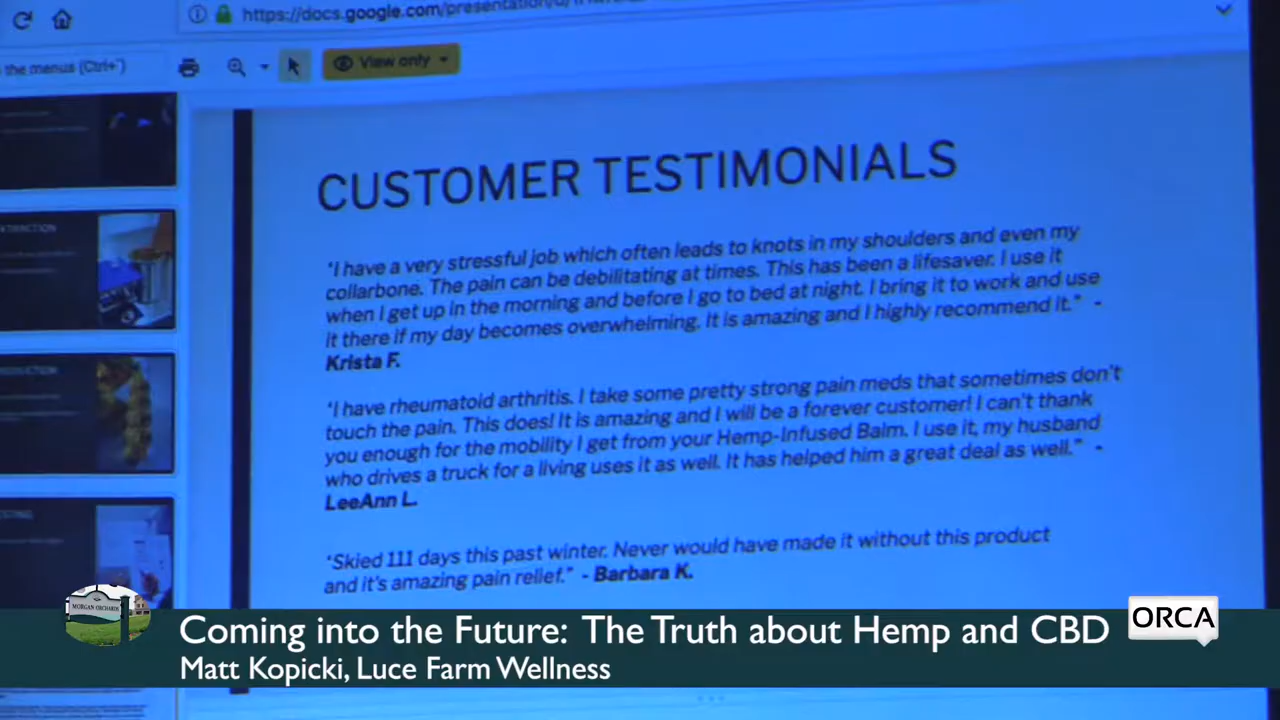 https://docs.google.com/presentation/d/
the menus (Ctrl+`)
View only
CUSTOMER TESTIMONIALS
"I have a very stressful job which often leads to knots in my shoulders and even my
collarbone. The pain can be debilitating at times. This has been a lifesaver. I use it
when I get up in the morning and before I go to bed at night. I bring it to work and use
it there if my day becomes overwhelming. It is amazing and I highly recommend it." -
Krista F.
"I have rheumatoid arthritis. I take some pretty strong pain meds that sometimes don't
touch the pain. This does! It is amazing and I will be a forever customer! I can't thank
you enough for the mobility I get from your Hemp-Infused Balm. I use it, my husband
who drives a truck for a living uses it as well. It has helped him a great deal as well." -
LeeAnn L.
"Skied 111 days this past winter. Never would have made it without this product
and it's amazing pain relief." - Barbara K.
MORGAN ORCHARDS
Coming into the Future: The Truth about Hemp and CBD
Matt Kopicki, Luce Farm Wellness
ORCA